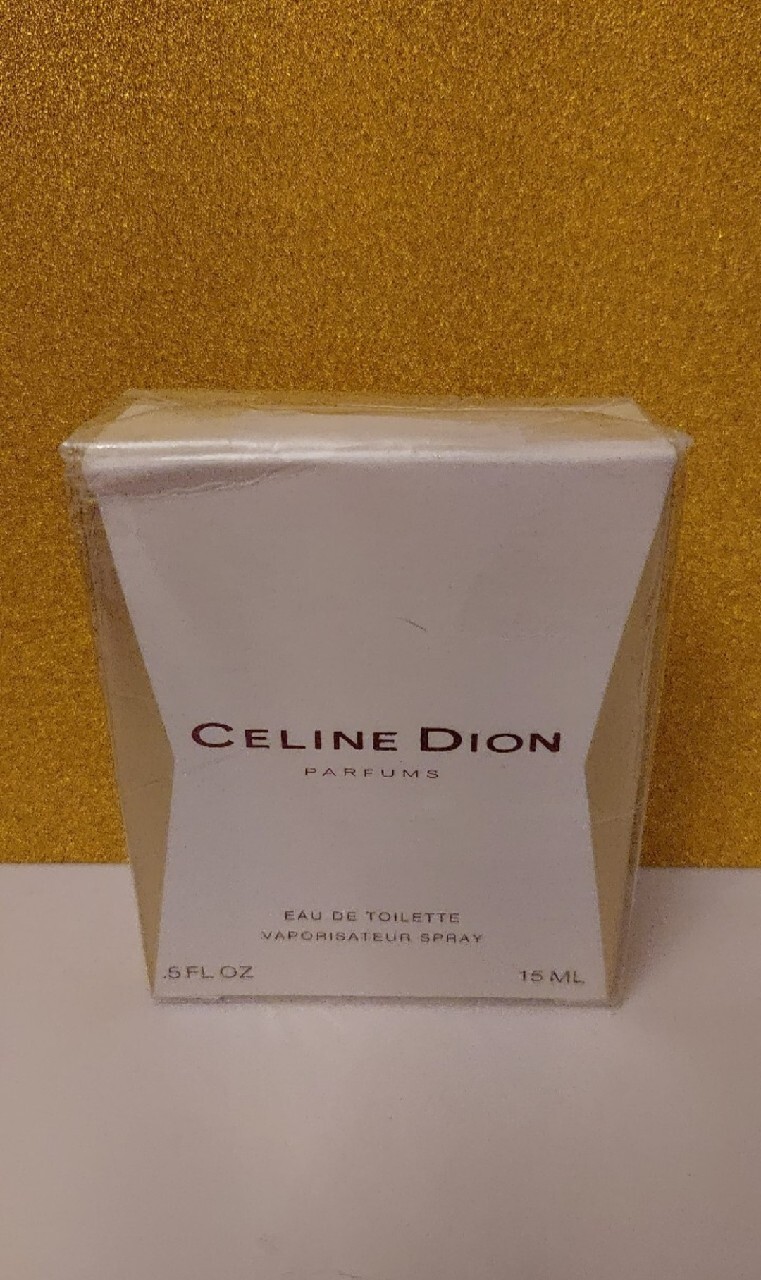 CELINE DION
PARFUMS
EAU DE TOILETTE
VAPORISATEUR SPRAY
.5 FL OZ 15 ML